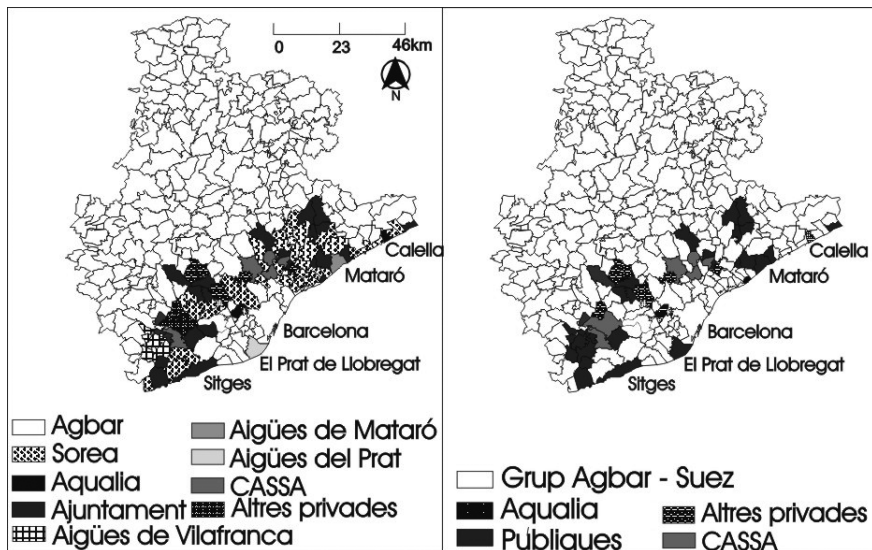 0 23 46km
N
Calella
Mataró
Barcelona
El Prat de Llobregat
Sitges
Agbar
Sorea
Aqualia
Ajuntament
Aigües de Vilafranca
Aigües de Mataró
Aigües del Prat
CASSA
Altres privades
Calella
Mataró
Barcelona
El Prat de Llobregat
Sitges
Grup Agbar - Suez
Aqualia
Públiques
Altres privades
CASSA